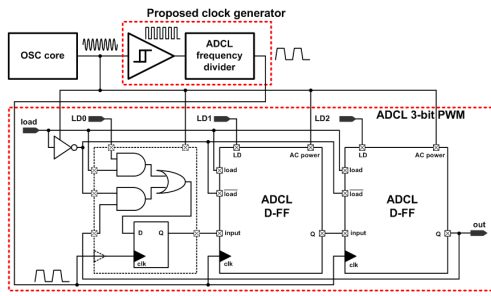 Proposed clock generator
OSC core
ADCL
frequency
divider
ADCL 3-bit PWM
load
LD0
LD1
LD2
LD
AC power
LD
AC power
load
load
ADCL
D-FF
load
load
ADCL
D-FF
out
D
Q
clk
input
Q
clk
input
Q
clk